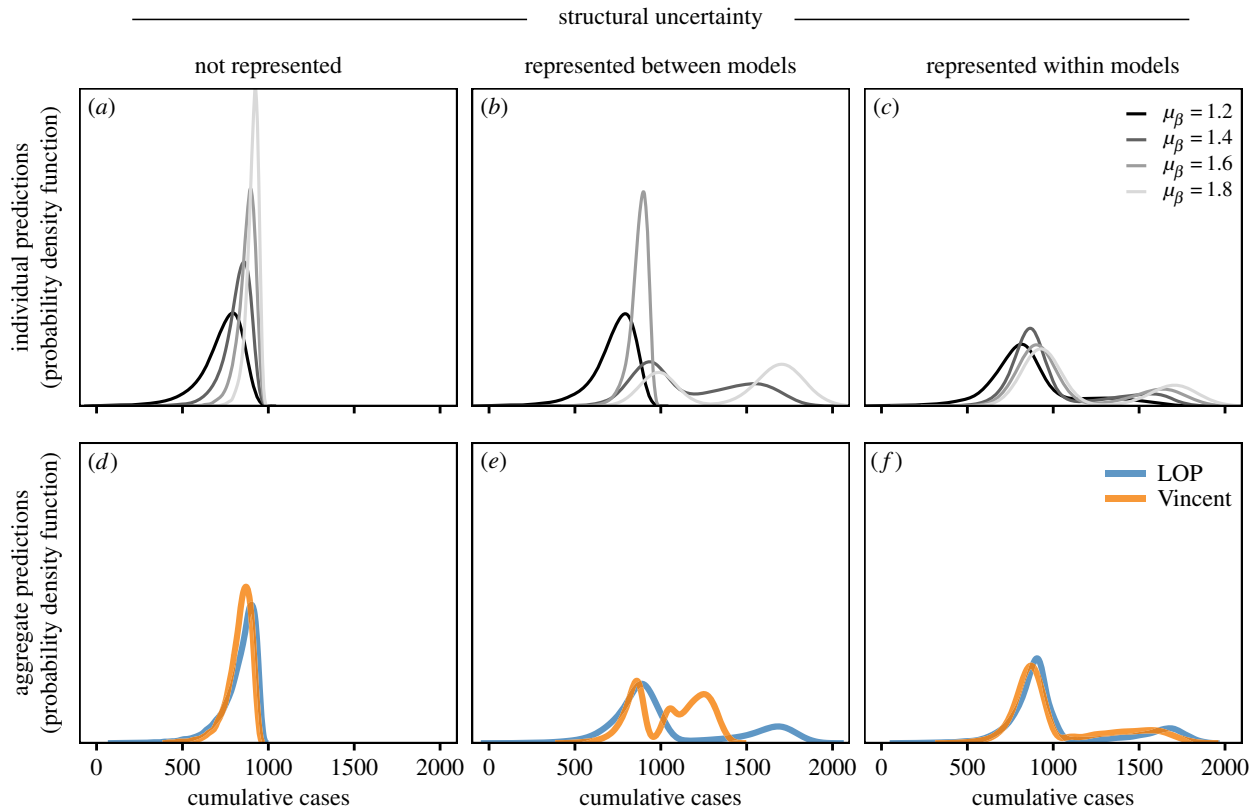 structural uncertainty
not represented
represented between models
represented within models
individual predictions
(probability density function)
(a)
(b)
(c)
μβ = 1.2
μβ = 1.4
μβ = 1.6
μβ = 1.8
aggregate predictions
(probability density function)
(d)
(e)
(f)
LOP
Vincent
0 500 1000 1500 2000
0 500 1000 1500 2000
0 500 1000 1500 2000
cumulative cases
cumulative cases
cumulative cases